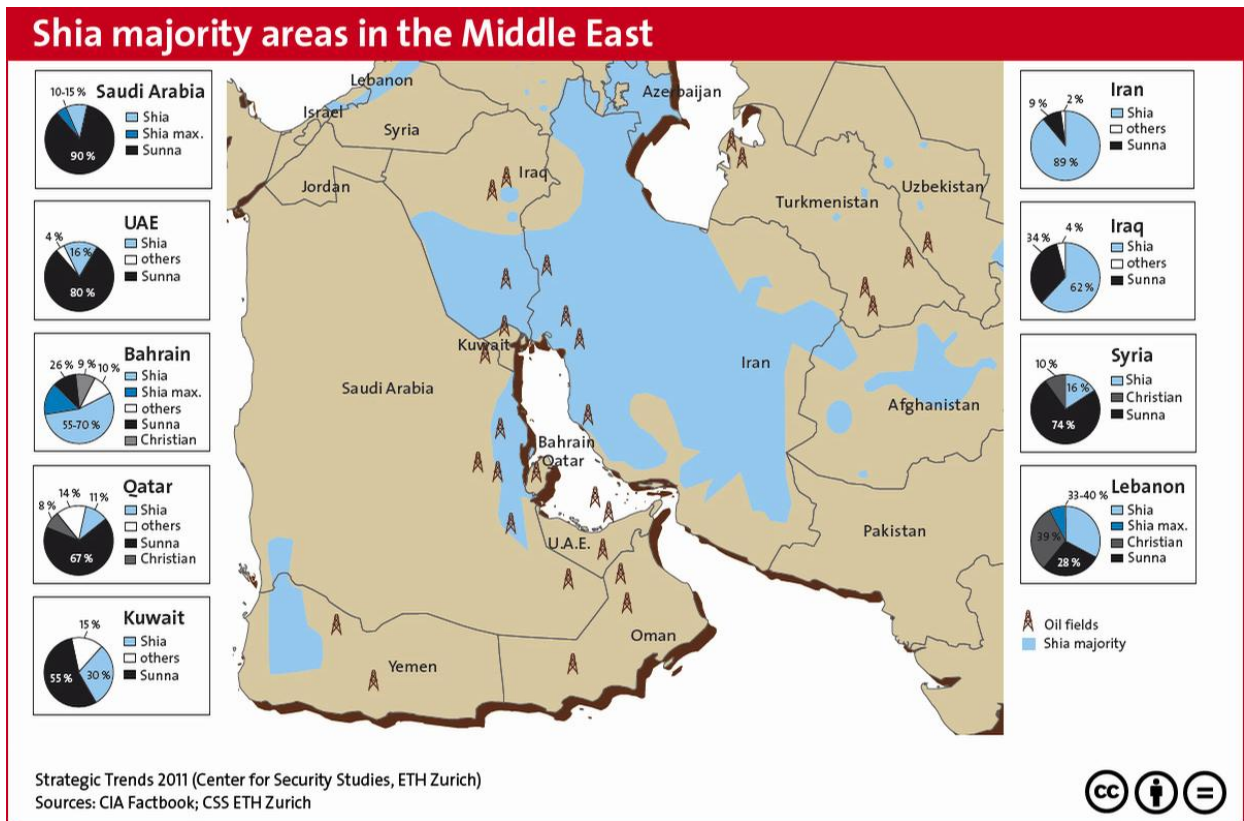 Shia majority areas in the Middle East
Saudi Arabia
10-15 %
90 %
Shia
Shia max.
Sunna
UAE
4 %
16 %
80 %
Shia
others
Sunna
Bahrain
26 %
9 %
10 %
55-70 %
Shia
Shia max.
others
Sunna
Christian
Qatar
8 %
14 %
11 %
67 %
Shia
others
Sunna
Christian
Kuwait
15 %
55 %
30 %
Shia
others
Sunna
Lebanon
Israel
Syria
Jordan
Iraq
Azerbaijan
Turkmenistan
Uzbekistan
Kuwait
Saudi Arabia
Iran
Afghanistan
Bahrain
Qatar
U.A.E.
Pakistan
Oman
Yemen
Iran
9 %
2 %
89 %
Shia
others
Sunna
Iraq
34 %
4 %
62 %
Shia
others
Sunna
Syria
10 %
16 %
74 %
Shia
Christian
Sunna
Lebanon
33-40 %
39 %
28 %
Shia
Shia max.
Christian
Sunna
Oil fields
Shia majority
Strategic Trends 2011 (Center for Security Studies, ETH Zurich)
Sources: CIA Factbook; CSS ETH Zurich
cc